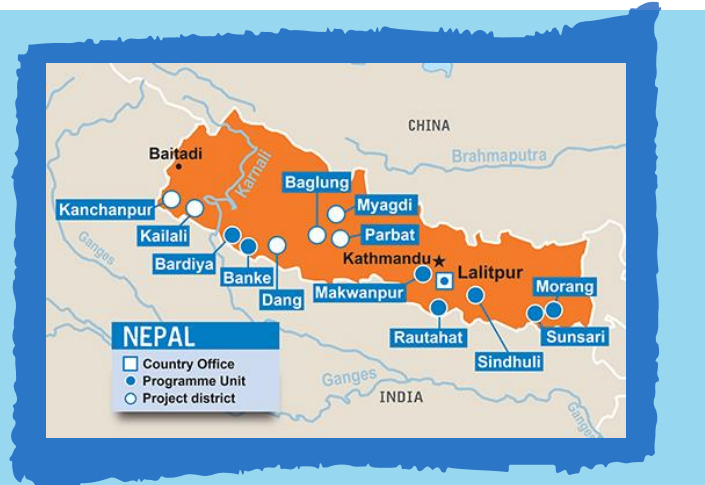 CHINA
Baitadi
Brahmaputra
Karnali
Baglung
Myagdi
Kanchanpur
Kailali
Parbat
Ganges
Bardiya
Kathmandu
Lalitpur
Banke
Dang
Makwanpur
Morang
Rautahat
Sunsari
Sindhuli
NEPAL
Country Office
Programme Unit
Project district
Ganges
INDIA
Ganges